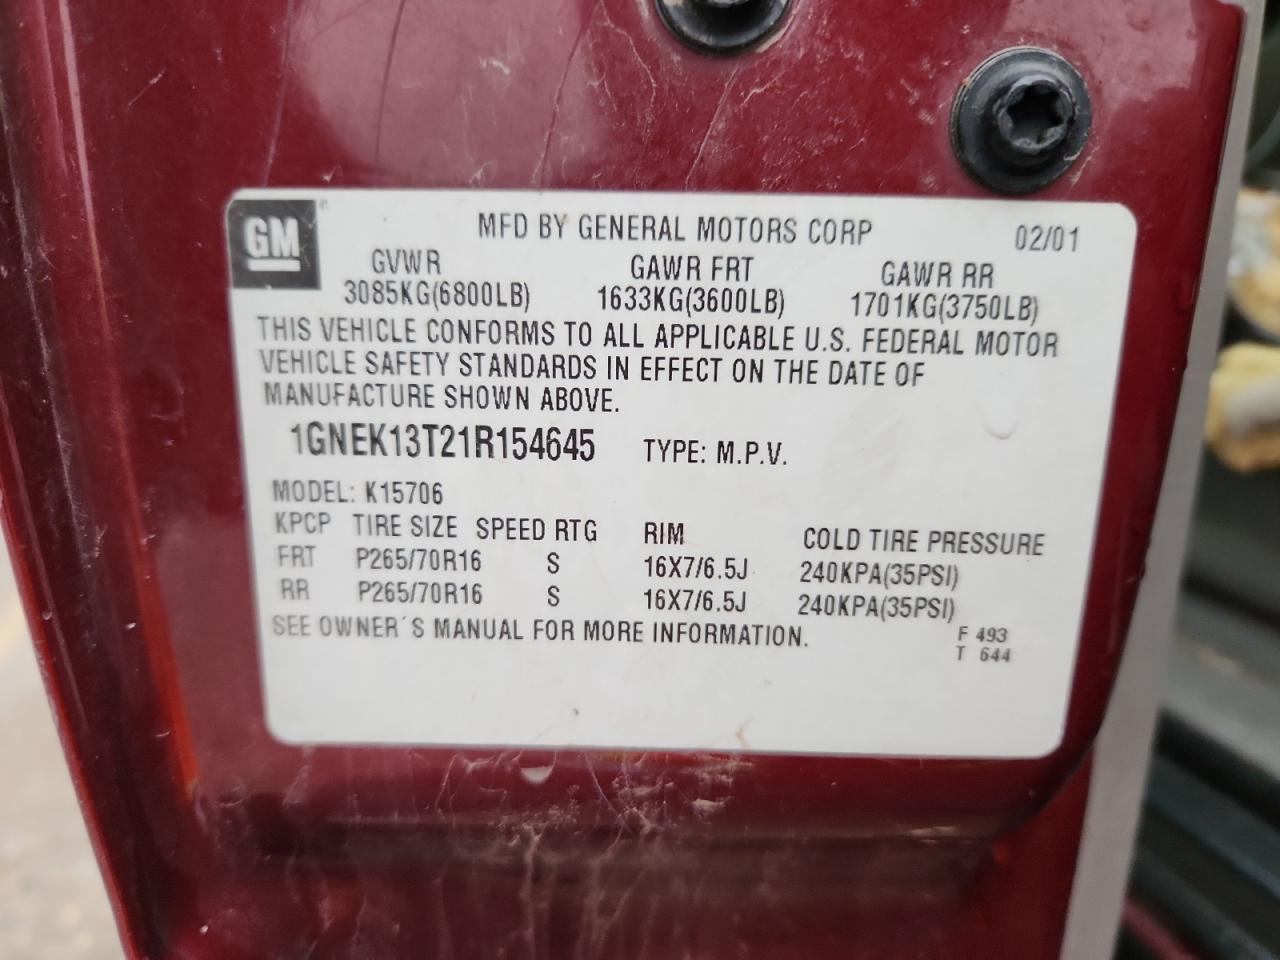 GM
MFD BY GENERAL MOTORS CORP 02/01
GVWR GAWR FRT GAWR RR
3085KG(6800LB) 1633KG(3600LB) 1701KG(3750LB)
THIS VEHICLE CONFORMS TO ALL APPLICABLE U.S. FEDERAL MOTOR
VEHICLE SAFETY STANDARDS IN EFFECT ON THE DATE OF
MANUFACTURE SHOWN ABOVE.
1GNEK13T21R154645 TYPE: M.P.V.
MODEL: K15706
KPCP TIRE SIZE SPEED RTG RIM COLD TIRE PRESSURE
FRT P265/70R16 S 16X7/6.5J 240KPA(35PSI)
RR P265/70R16 S 16X7/6.5J 240KPA(35PSI)
SEE OWNER´S MANUAL FOR MORE INFORMATION.
F 493
T 644